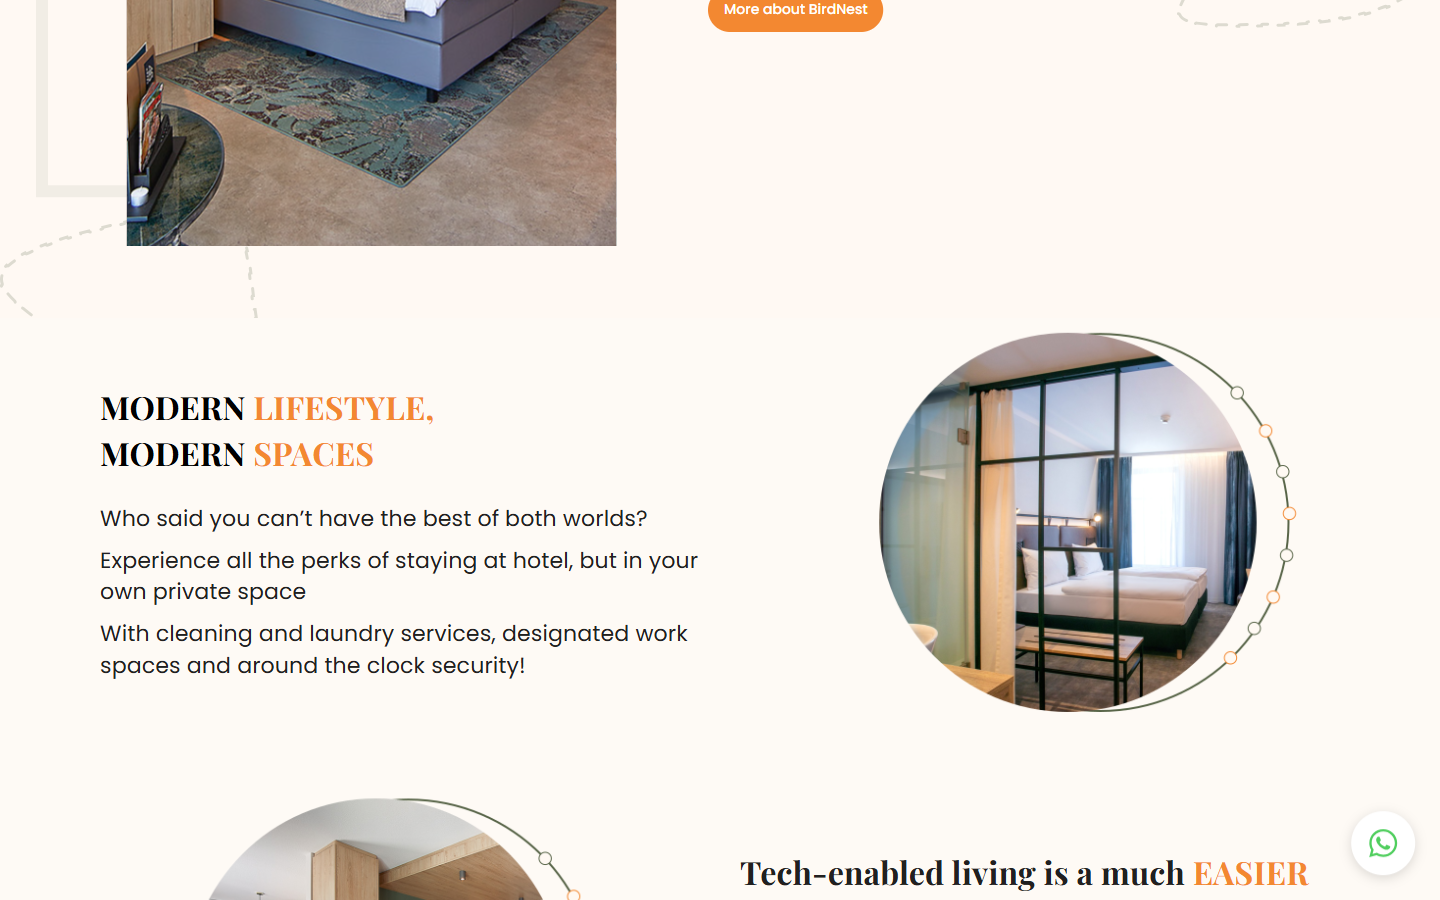 More about BirdNest
MODERN LIFESTYLE,
MODERN SPACES
Who said you can’t have the best of both worlds?
Experience all the perks of staying at hotel, but in your
own private space
With cleaning and laundry services, designated work
spaces and around the clock security!
Tech-enabled living is a much EASIER